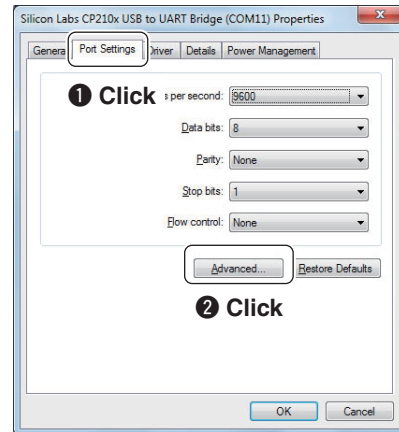 Silicon Labs CP210x USB to UART Bridge (COM11) Properties
Genera Port Settings Driver Details Power Management
❶ Click s per second: 9600
Data bits: 8
Parity: None
Stop bits: 1
Flow control: None
Advanced... Restore Defaults
❷ Click
OK Cancel